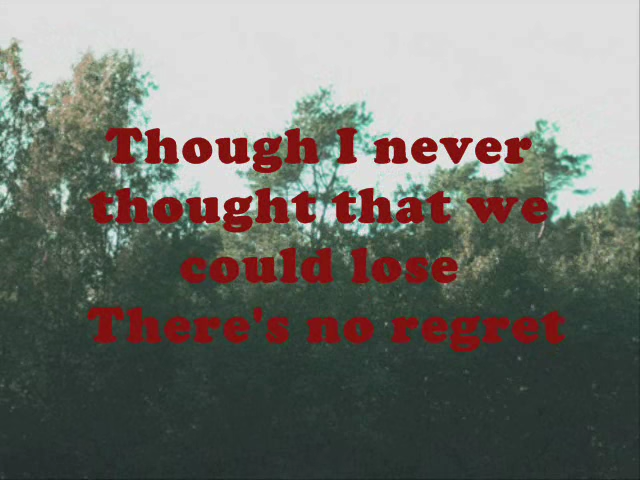 Though I never
thought that we
could lose
There's no regret